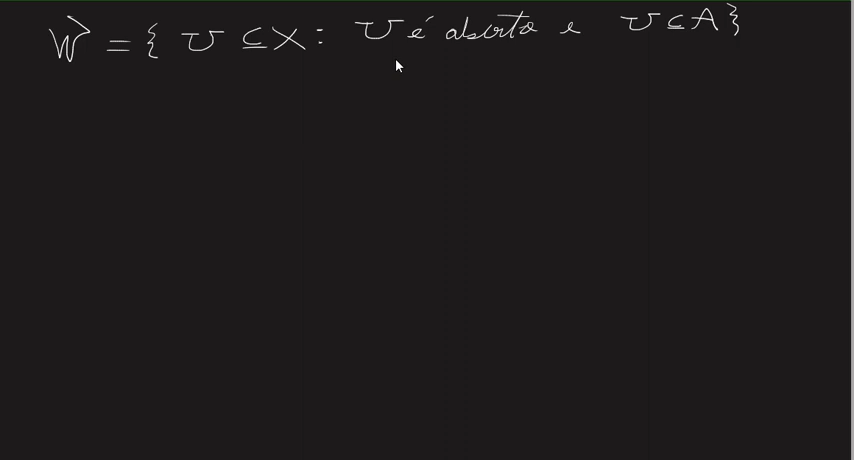 W = { U ⊆ X : U é aberto e U ⊆ A }